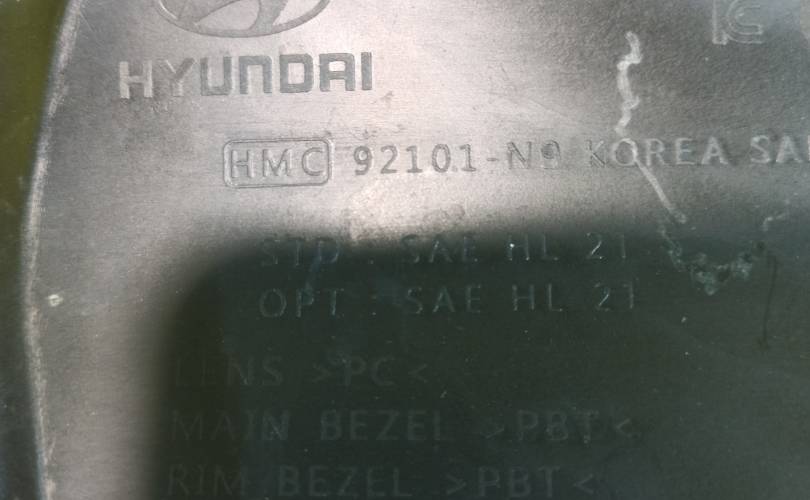 HYUNDAI
HMC 92101-N9 KOREA SA
STD : SAE HL 21
OPT : SAE HL 21
LENS >PC<
MAIN BEZEL >PBT<
RIM BEZEL >PBT<